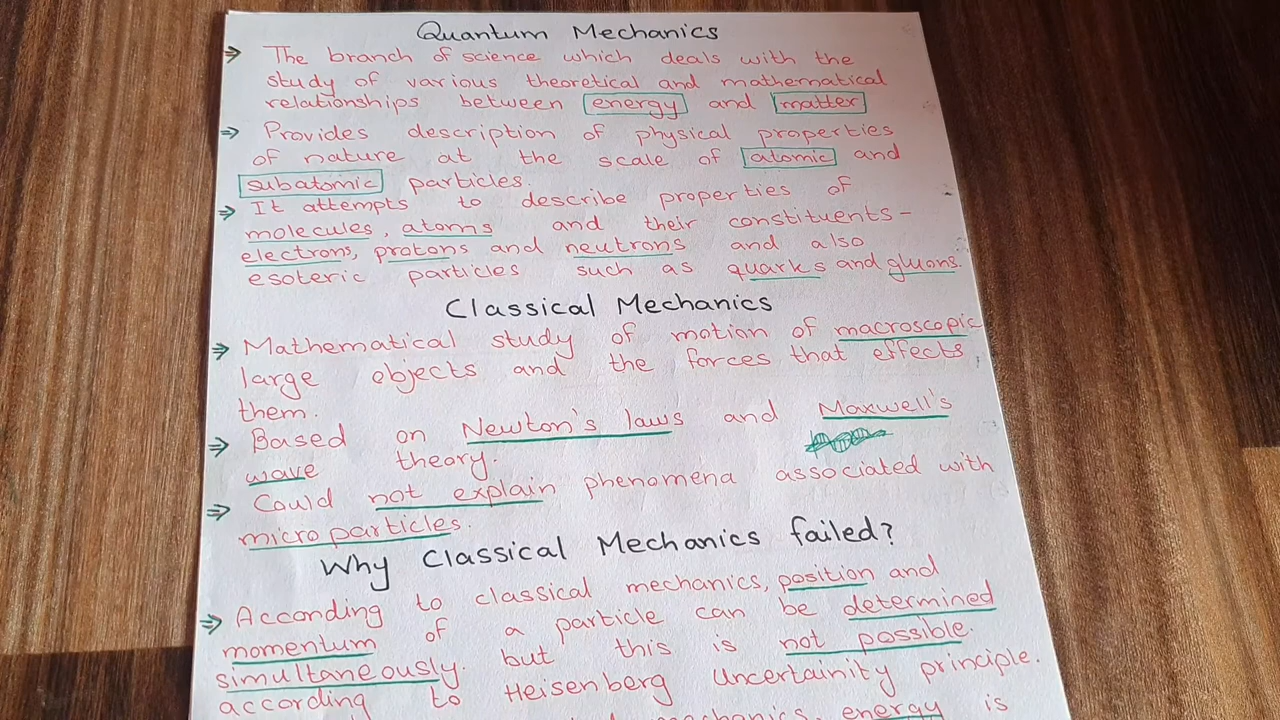 Quantum Mechanics
⇒ The branch of science which deals with the
study of various theoretical and mathematical
relationships between energy and matter
⇒ Provides description of physical properties
of nature at the scale of atomic and
subatomic particles.
⇒ It attempts to describe properties of
molecules, atoms and their constituents-
electrons, protons and neutrons and also
esoteric particles such as quarks and gluons.
Classical Mechanics
⇒ Mathematical study of motion of macroscopic
large objects and the forces that effects
them.
⇒ Based on Newton's laws and Maxwell's
wave theory.
⇒ Could not explain phenomena associated with
microparticles.
Why Classical Mechanics failed?
⇒ According to classical mechanics, position and
momentum of a particle can be determined
simultaneously. but this is not possible.
according to Heisenberg Uncertainity principle.
mechanics, energy is